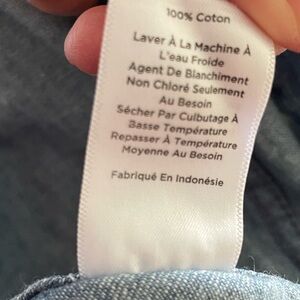 100% Coton
Laver À La Machine À
L'eau Froide
Agent De Blanchiment
Non Chloré Seulement
Au Besoin
Sécher Par Culbutage À
Basse Température
Repasser À Température
Moyenne Au Besoin
Fabriqué En Indonésie